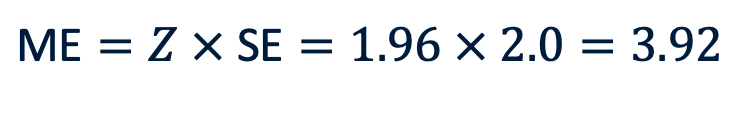 ME = Z × SE = 1.96 × 2.0 = 3.92